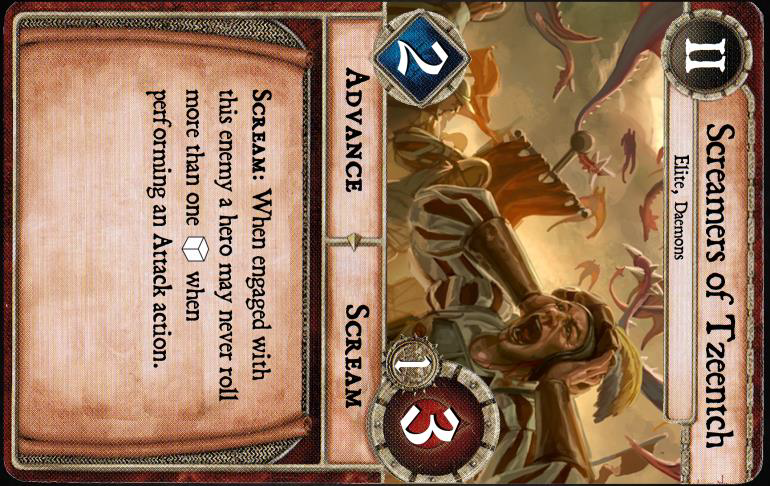 II
Screamers of Tzeentch
Elite, Daemons
2
1
3
ADVANCE
SCREAM
SCREAM: When engaged with
this enemy a hero may never roll
more than one when
performing an Attack action.